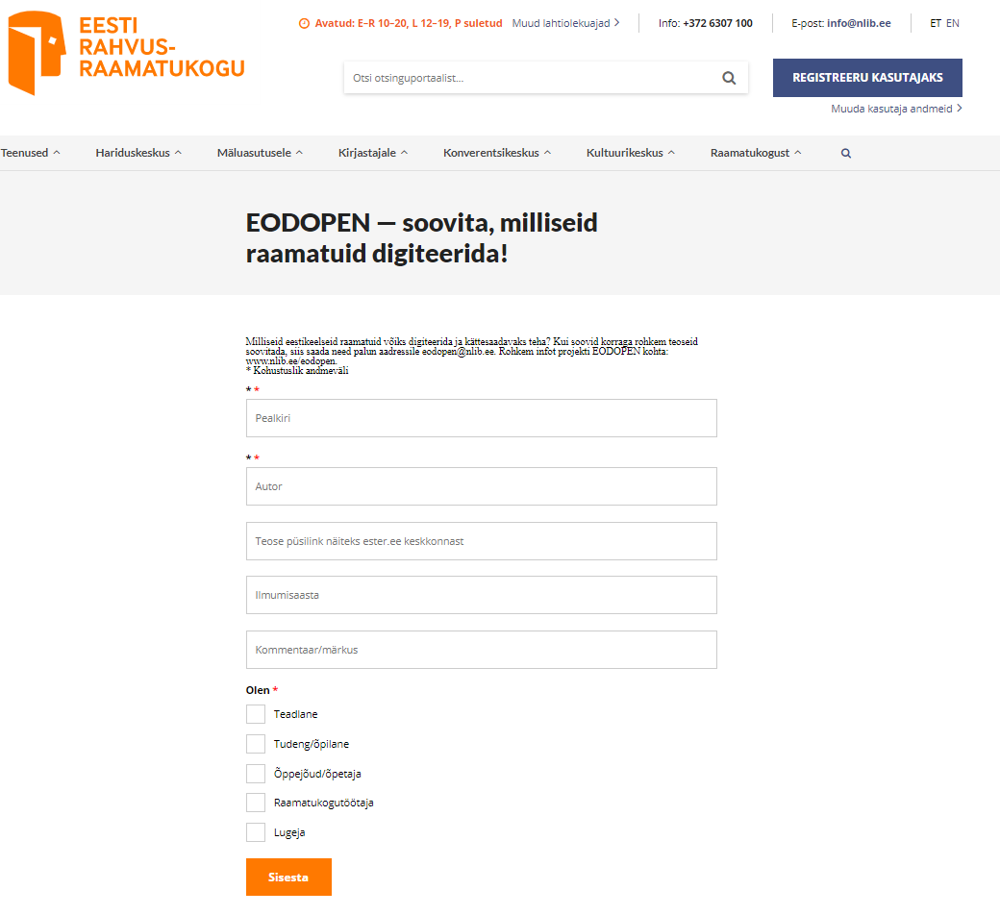 EESTI
RAHVUS-
RAAMATUKOGU
Avatud: E–R 10–20, L 12–19, P suletud Muud lahtiolekuajad
Info: +372 6307 100
E-post: info@nlib.ee
ET EN
Otsi otsinguportaalist...
REGISTREERU KASUTAJAKS
Muuda kasutaja andmeid
Teenused Hariduskeskus Mäluasutusele Kirjastajale Konverentsikeskus Kultuurikeskus Raamatukogust
EODOPEN — soovita, milliseid
raamatuid digiteerida!
Milliseid eestikeelseid raamatuid võiks digiteerida ja kättesaadavaks teha? Kui soovid korraga rohkem teoseid
soovitada, siis saada need palun aadressile eodopen@nlib.ee. Rohkem infot projekti EODOPEN kohta:
www.nlib.ee/eodopen.
* Kohustuslik andmeväli
* *
Pealkiri
* *
Autor
Teose püsilink näiteks ester.ee keskkonnast
Ilmumisaasta
Kommentaar/märkus
Olen *
Teadlane
Tudeng/õpilane
Õppejõud/õpetaja
Raamatukogutöötaja
Lugeja
Sisesta